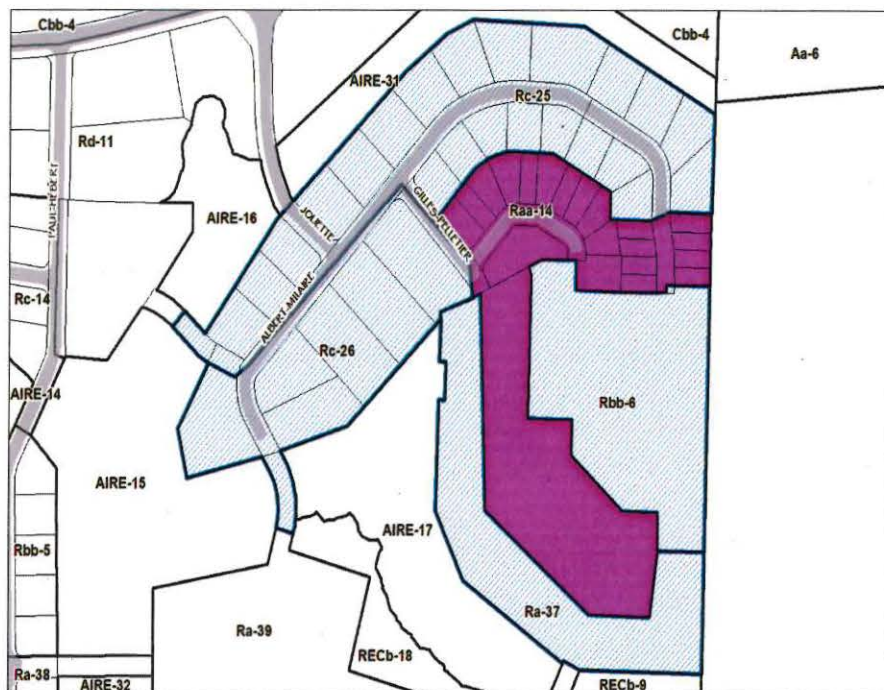 Cbb-4
Cbb-4
Aa-6
AIRE-31
Rc-25
Rd-11
PAUL-HÉBERT
AIRE-16
JOLIETTE
GILLES-PELLETIER
Raa-14
Rc-14
ALBERT-MILAIRE
Rc-26
AIRE-14
Rbb-6
AIRE-15
AIRE-17
Rbb-5
Ra-37
Ra-39
RECb-18
Ra-38
AIRE-32
RECb-9